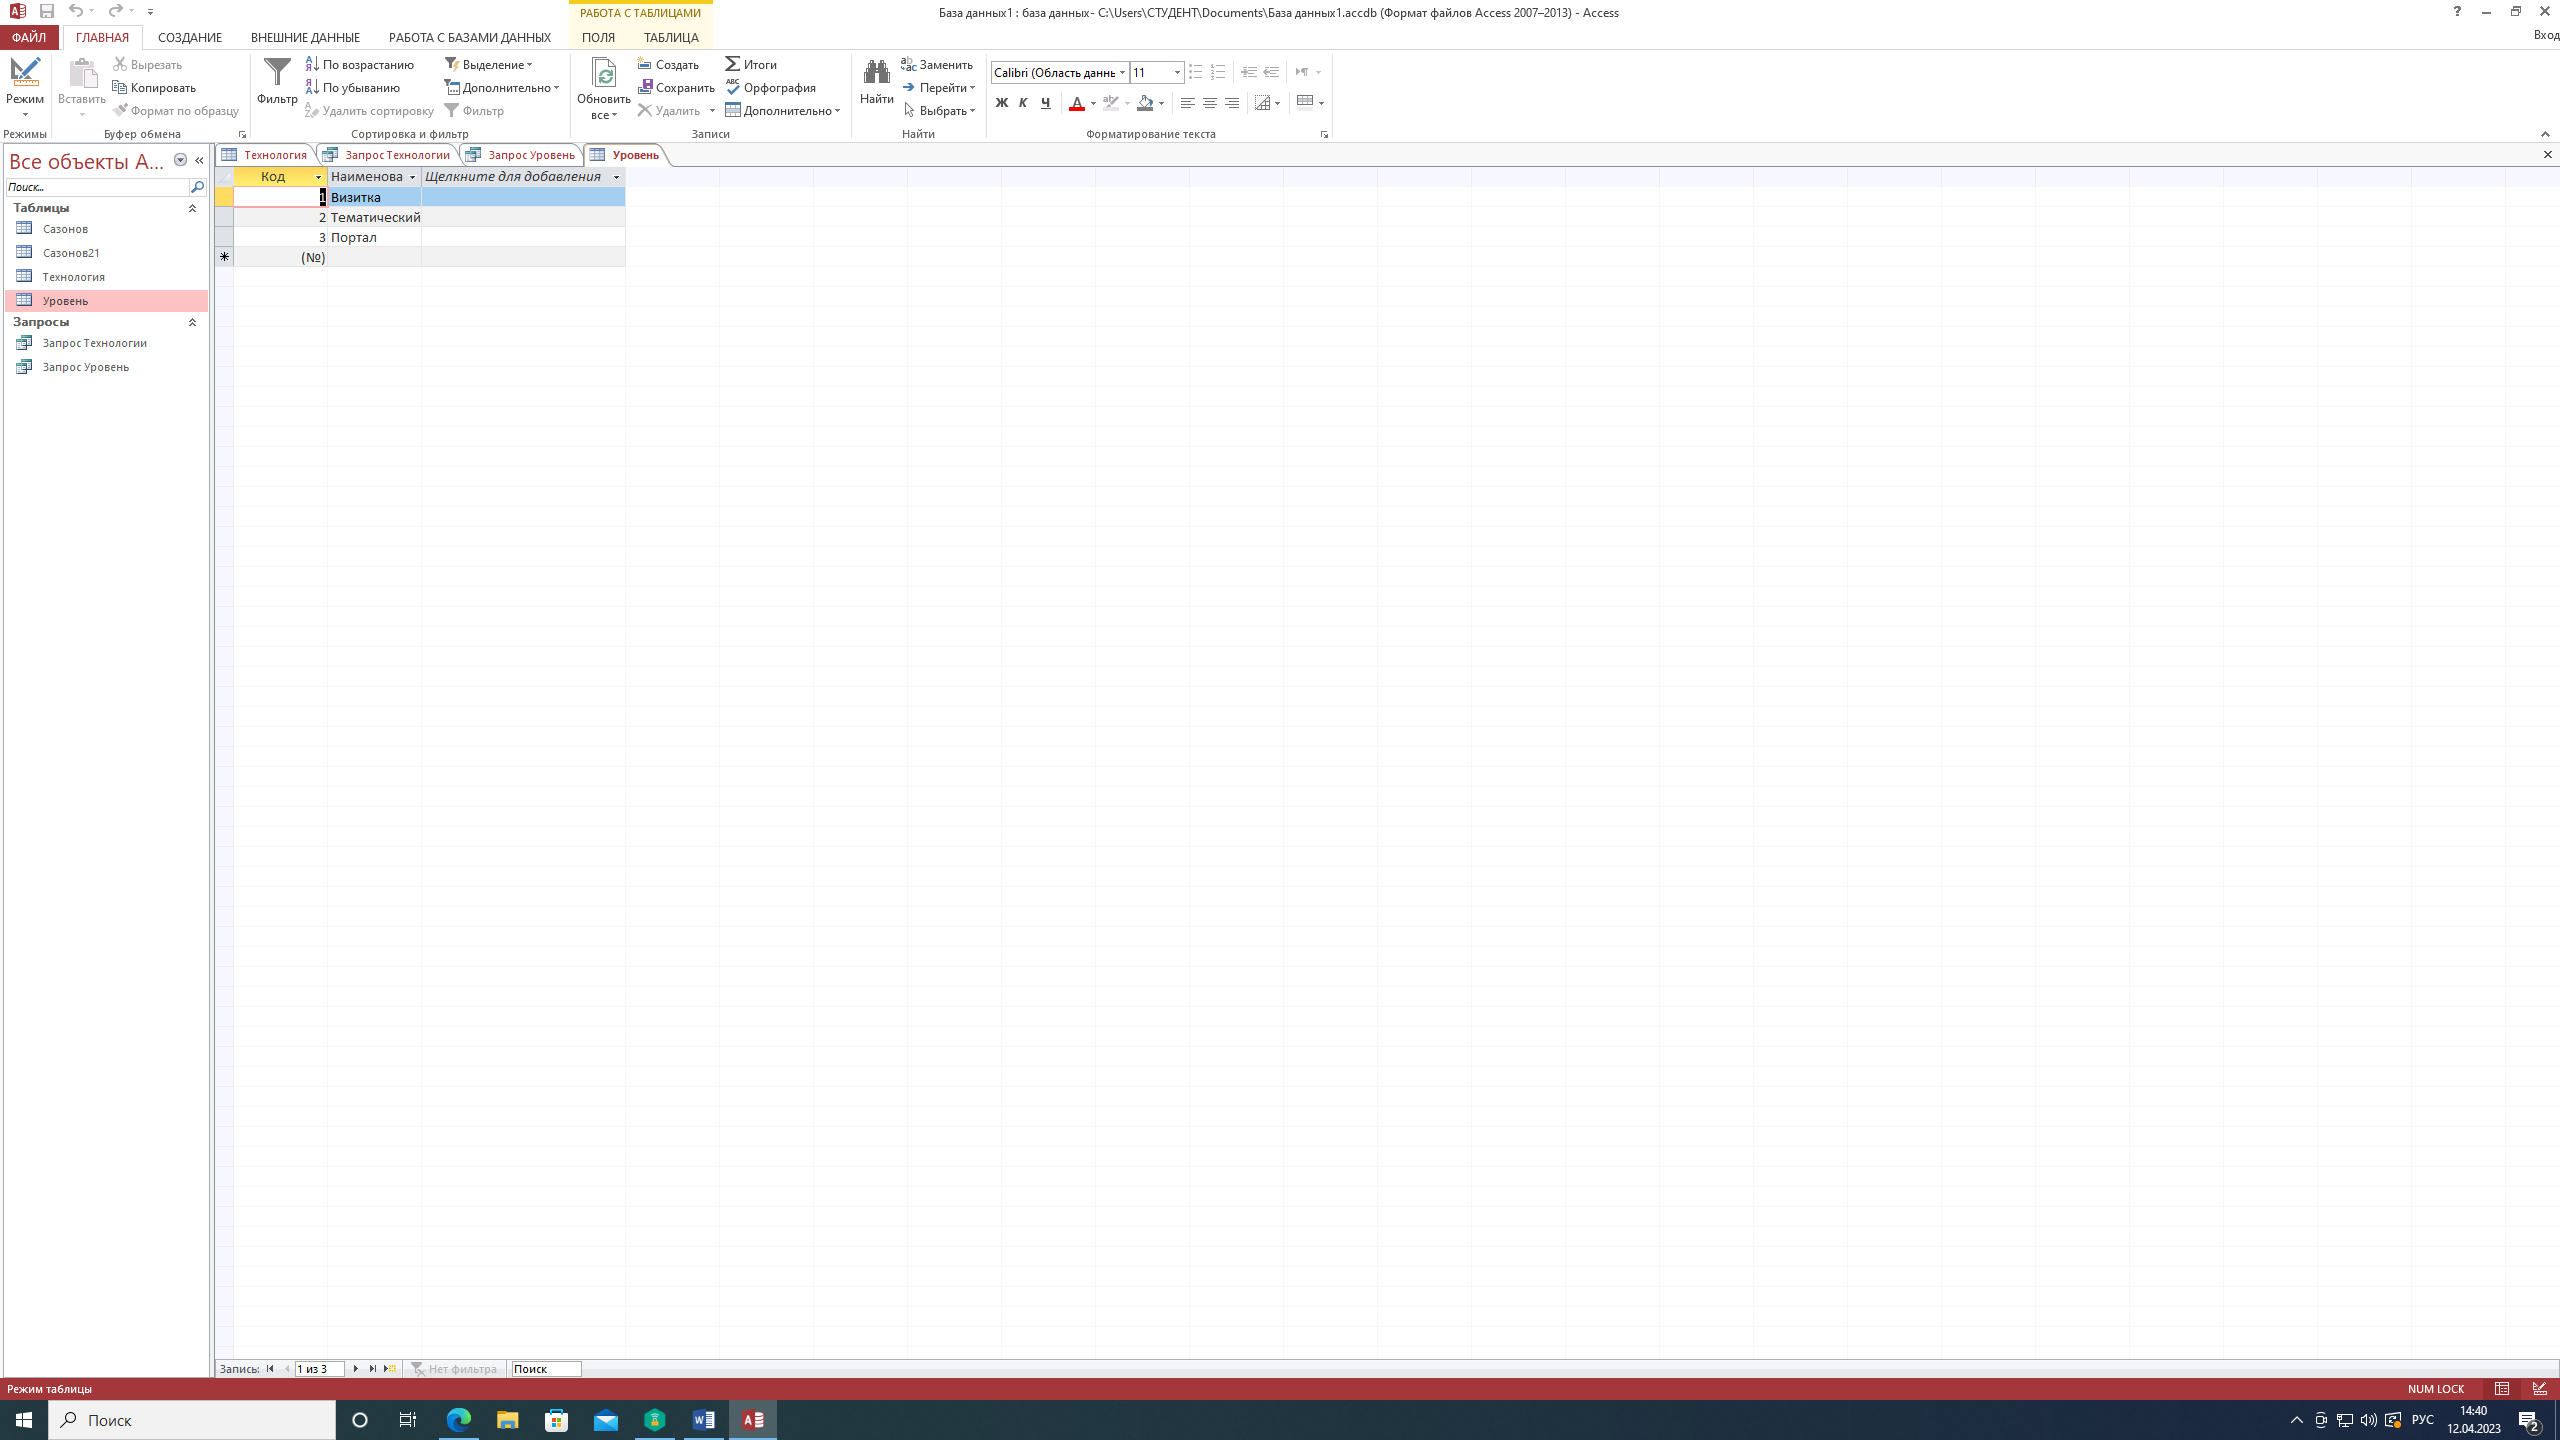 РАБОТА С ТАБЛИЦАМИ
База данных1 : база данных- C:\Users\СТУДЕНТ\Documents\База данных1.accdb (Формат файлов Access 2007–2013) - Access
?
ФАЙЛ ГЛАВНАЯ СОЗДАНИЕ ВНЕШНИЕ ДАННЫЕ РАБОТА С БАЗАМИ ДАННЫХ ПОЛЯ ТАБЛИЦА
Вход
Режим
Режимы
Вставить
Вырезать
Копировать
Формат по образцу
Буфер обмена
Фильтр
По возрастанию
По убыванию
Удалить сортировку
Выделение
Дополнительно
Фильтр
Сортировка и фильтр
Обновить
все
Создать
Сохранить
Удалить
Итоги
Орфография
Дополнительно
Записи
Найти
Заменить
Перейти
Выбрать
Найти
Calibri (Область данны 11
Ж К Ч
Форматирование текста
Все объекты A...
Поиск...
Таблицы
Сазонов
Сазонов21
Технология
Уровень
Запросы
Запрос Технологии
Запрос Уровень
Технология Запрос Технологии Запрос Уровень Уровень
Код Наименова Щелкните для добавления
1 Визитка
2 Тематический
3 Портал
(№)
Запись: 1 из 3 Нет фильтра Поиск
Режим таблицы
NUM LOCK
Поиск
РУС
14:40
12.04.2023
2